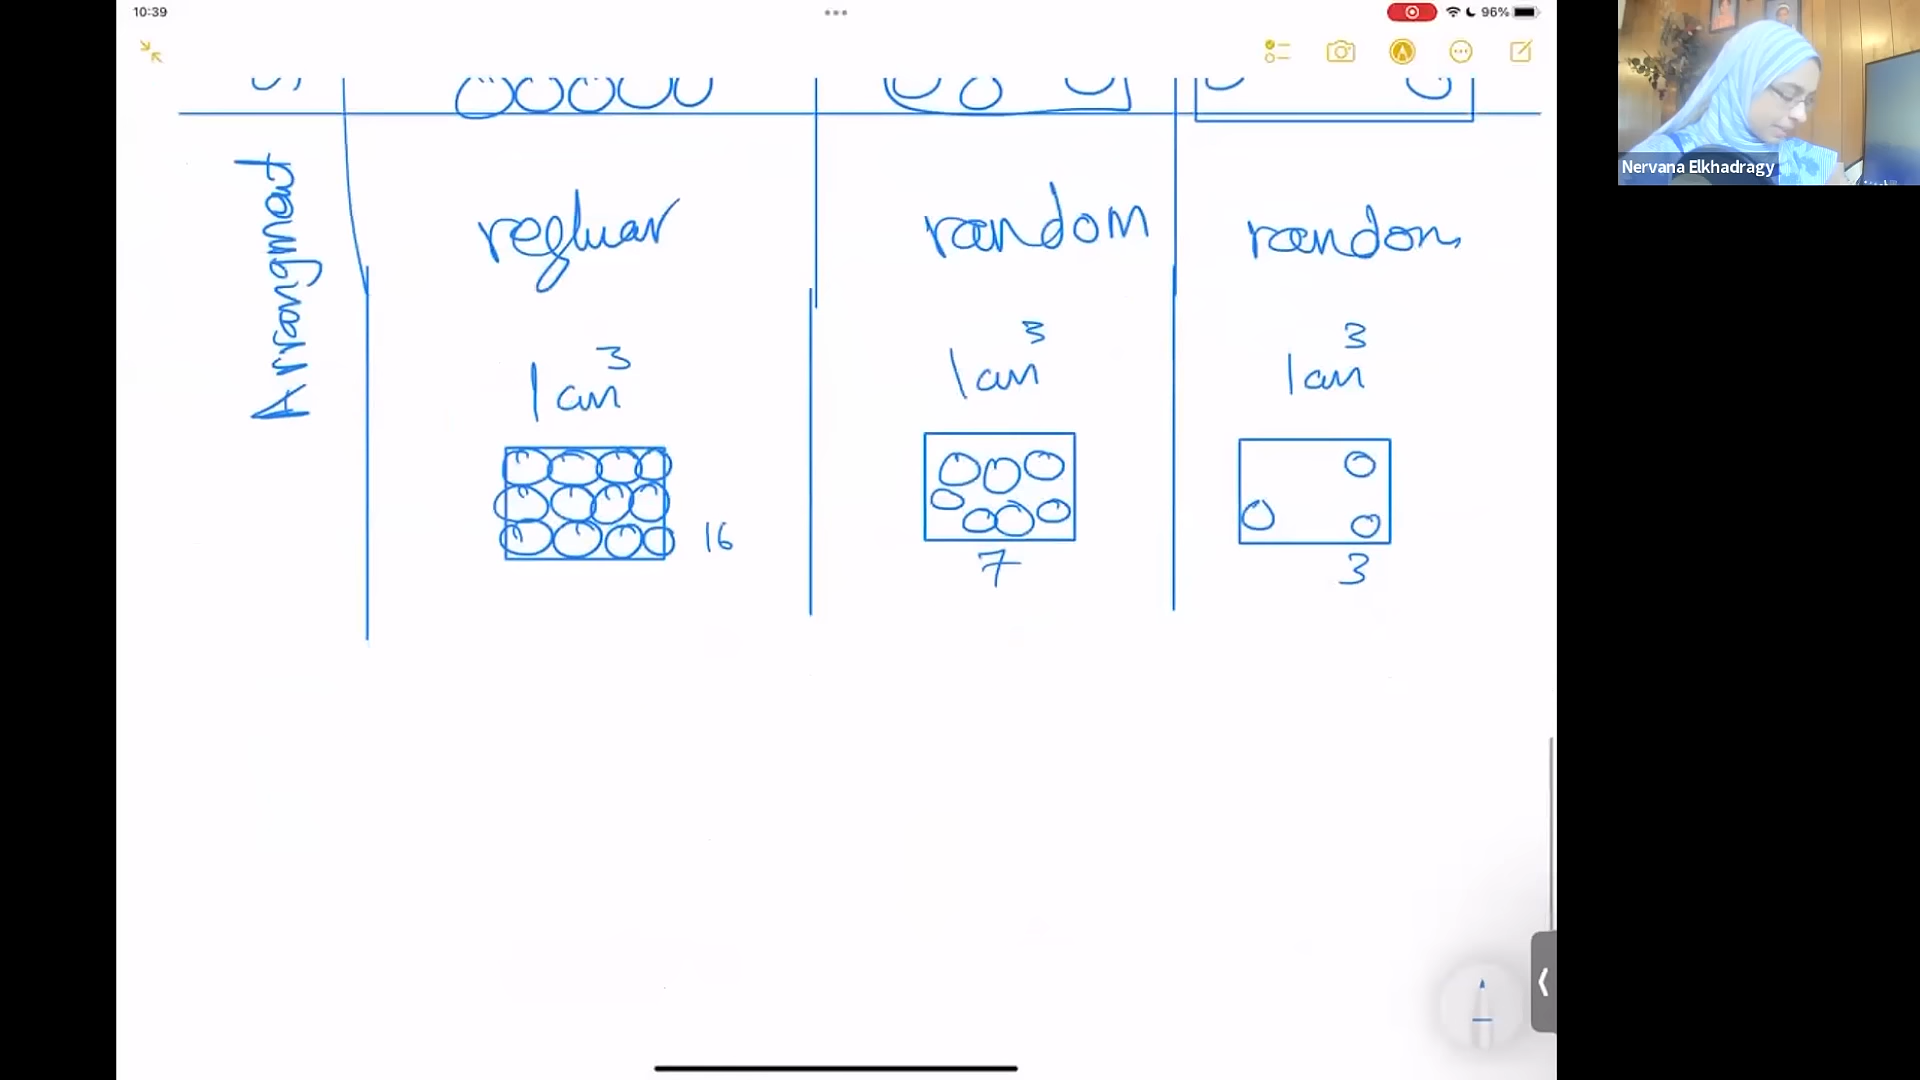 10:39
96%
Nervana Elkhadragy
Arrangment
regluar
random
random
1 cm³
1 cm³
1 cm³
16
7
3